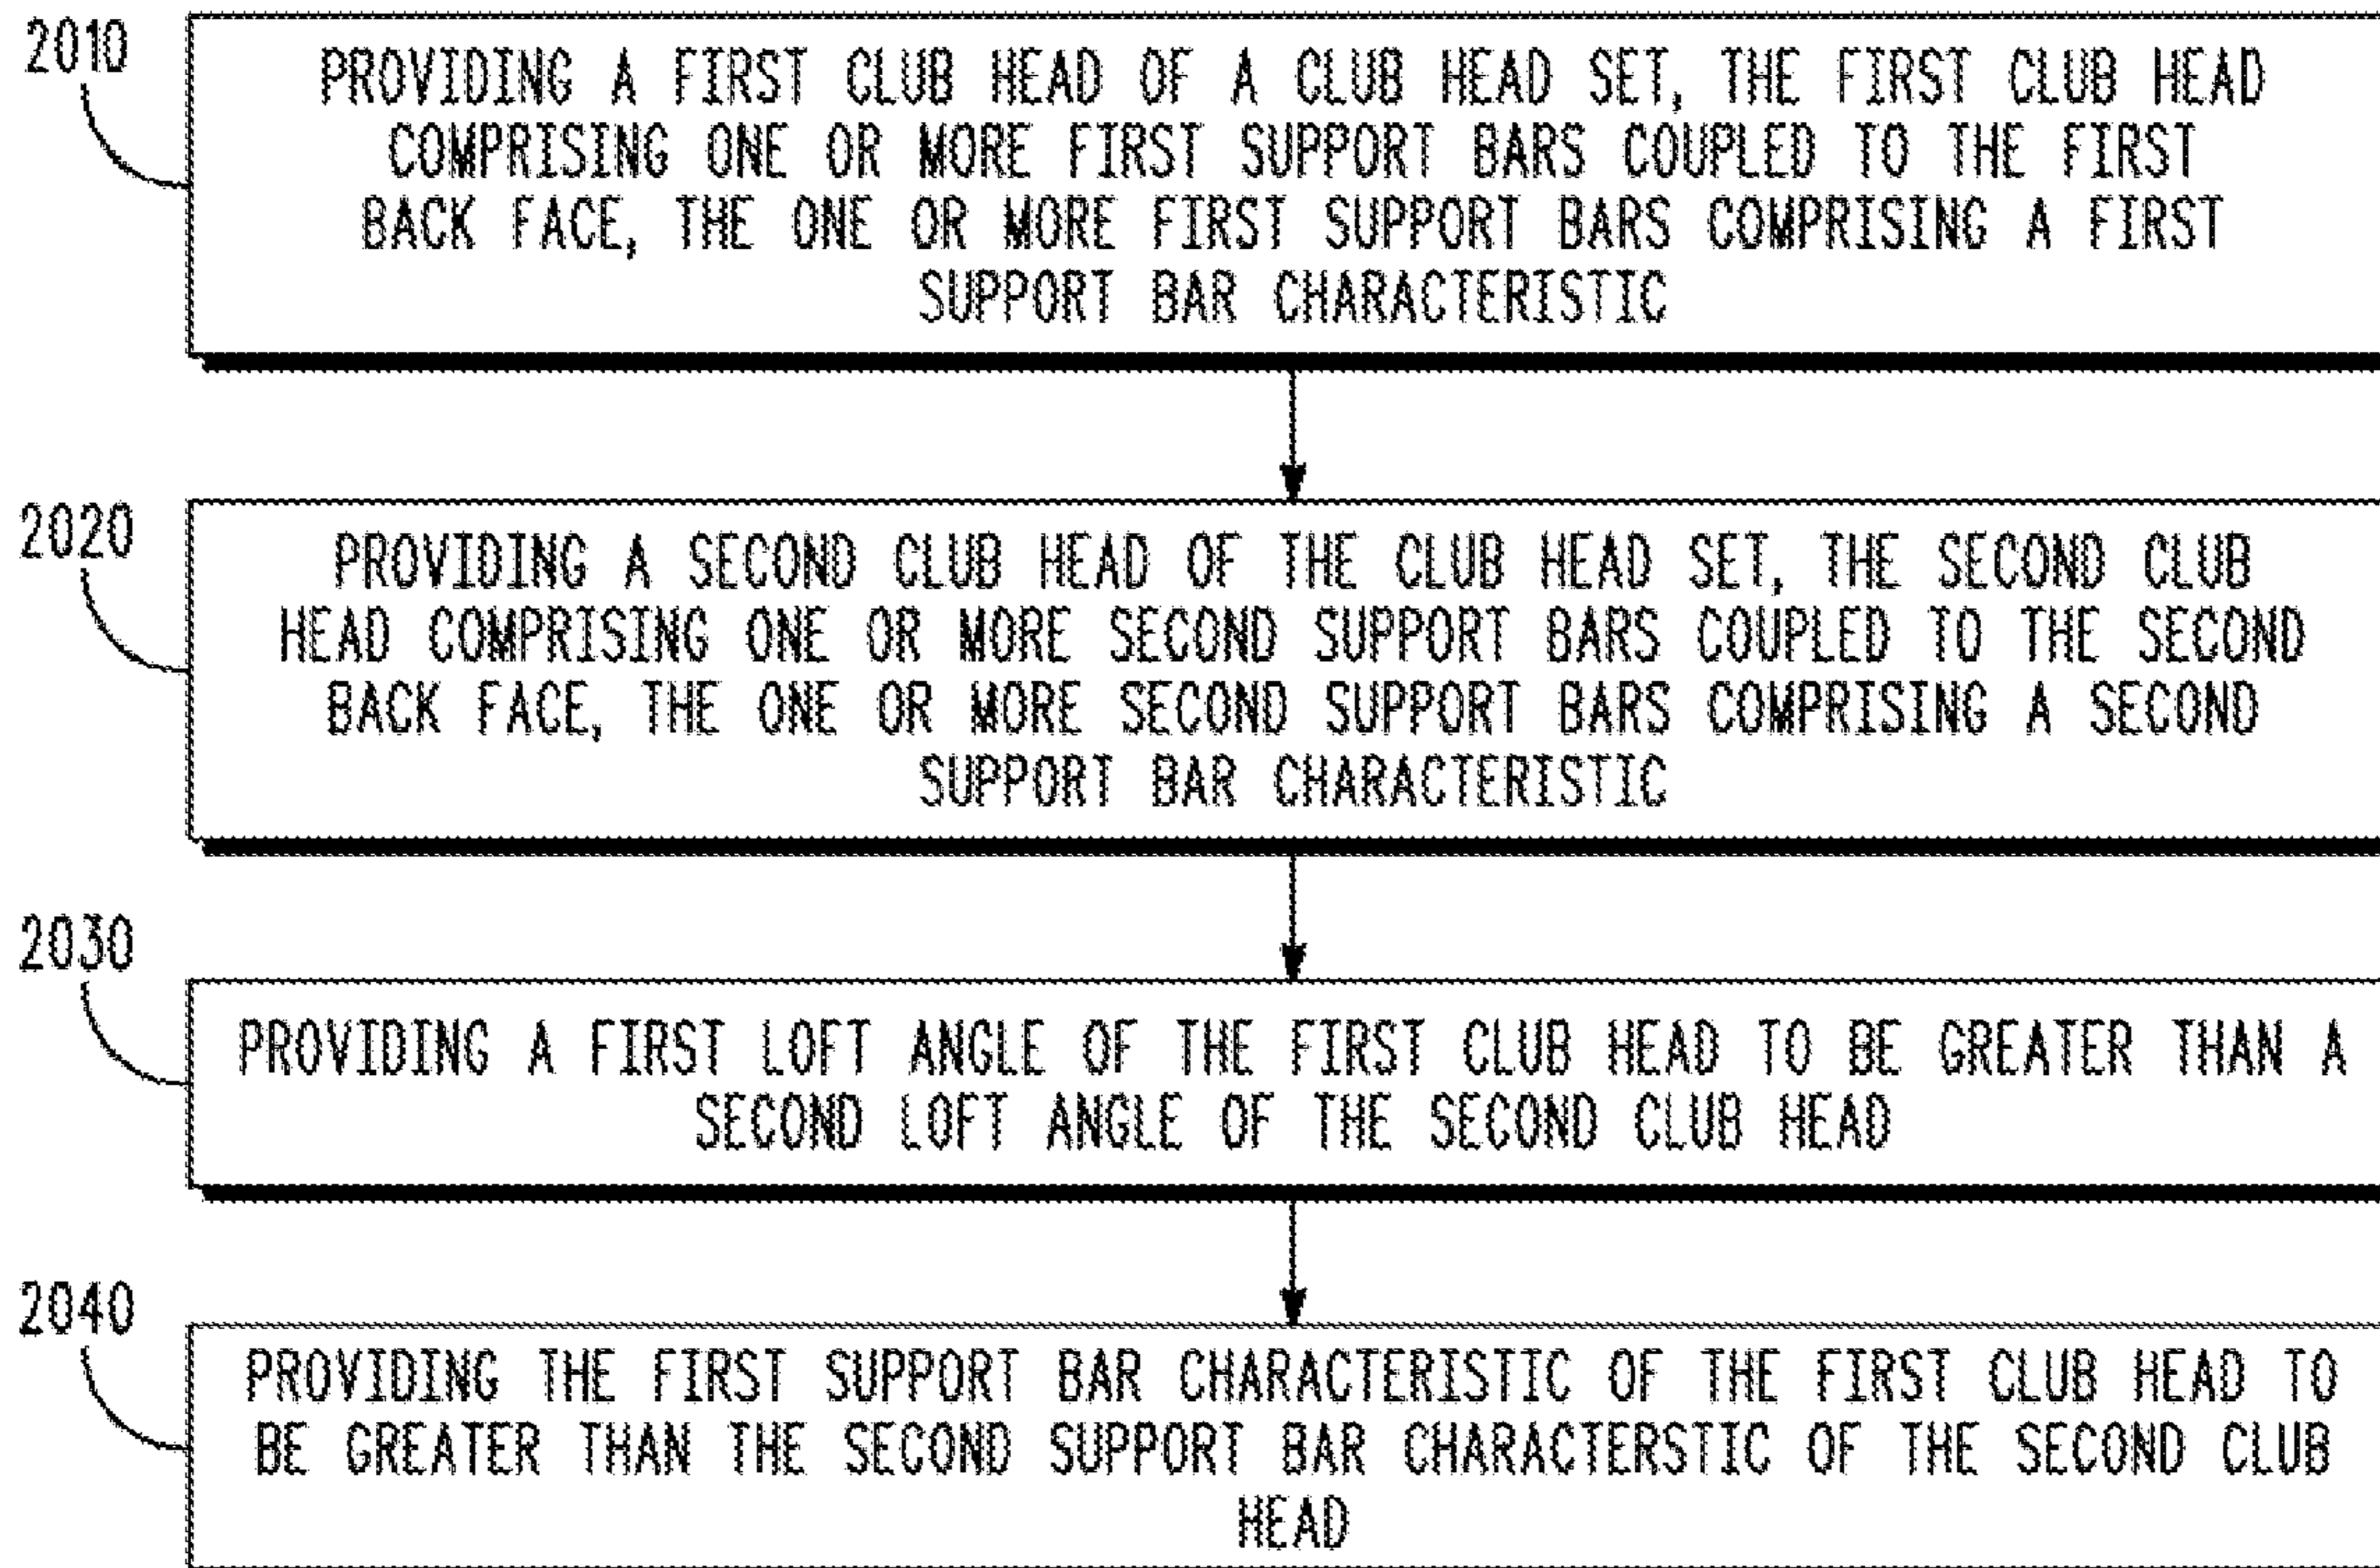 2010
PROVIDING A FIRST CLUB HEAD OF A CLUB HEAD SET, THE FIRST CLUB HEAD
COMPRISING ONE OR MORE FIRST SUPPORT BARS COUPLED TO THE FIRST
BACK FACE, THE ONE OR MORE FIRST SUPPORT BARS COMPRISING A FIRST
SUPPORT BAR CHARACTERISTIC
2020
PROVIDING A SECOND CLUB HEAD OF THE CLUB HEAD SET, THE SECOND CLUB
HEAD COMPRISING ONE OR MORE SECOND SUPPORT BARS COUPLED TO THE SECOND
BACK FACE, THE ONE OR MORE SECOND SUPPORT BARS COMPRISING A SECOND
SUPPORT BAR CHARACTERISTIC
2030
PROVIDING A FIRST LOFT ANGLE OF THE FIRST CLUB HEAD TO BE GREATER THAN A
SECOND LOFT ANGLE OF THE SECOND CLUB HEAD
2040
PROVIDING THE FIRST SUPPORT BAR CHARACTERISTIC OF THE FIRST CLUB HEAD TO
BE GREATER THAN THE SECOND SUPPORT BAR CHARACTERSTIC OF THE SECOND CLUB
HEAD